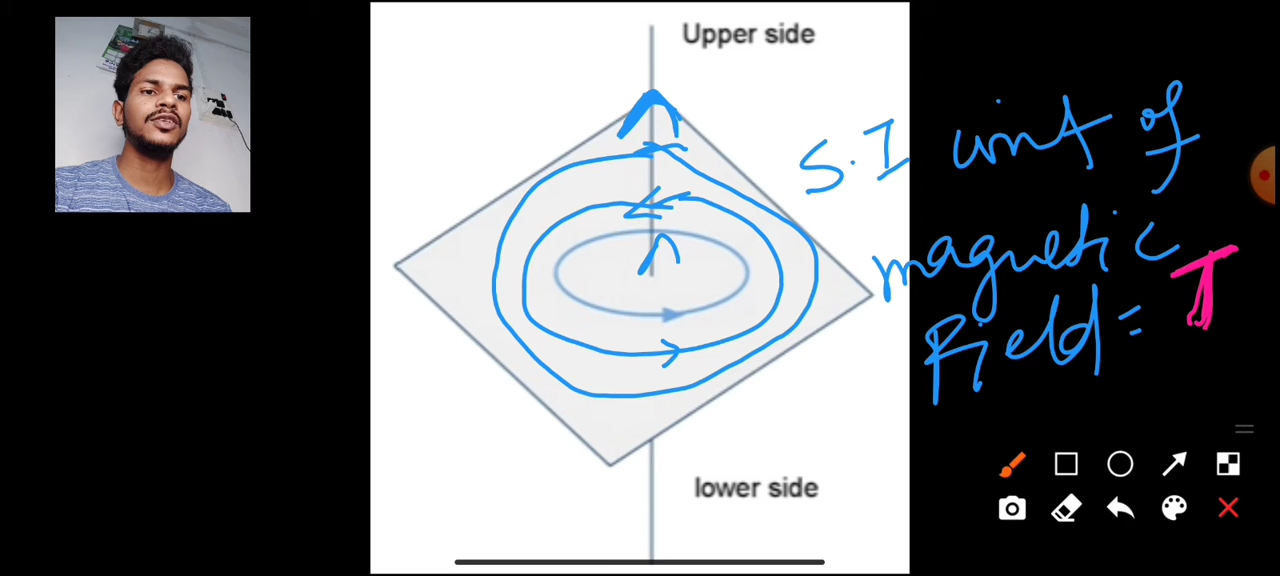 Upper side
S.I unit of
magnetic
Field = T
lower side